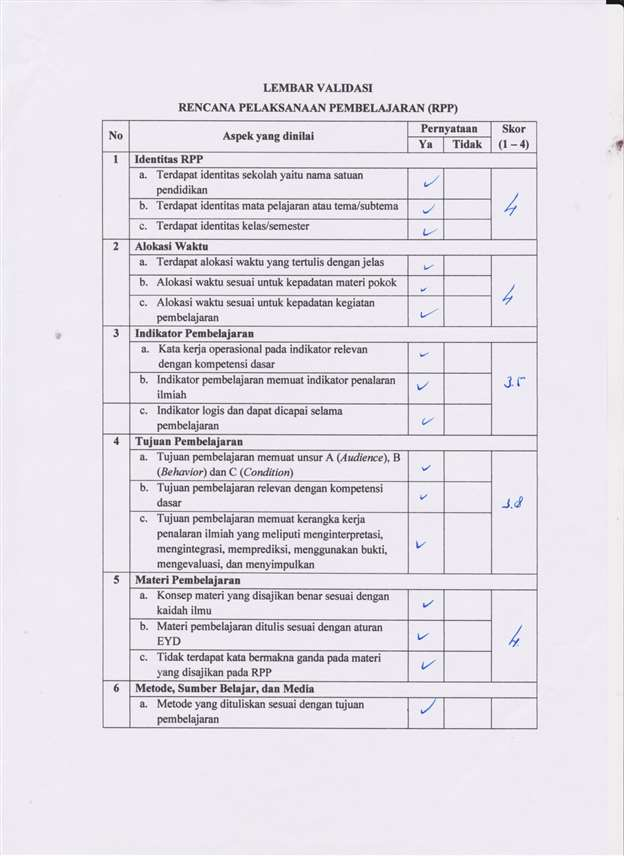 LEMBAR VALIDASI
RENCANA PELAKSANAAN PEMBELAJARAN (RPP)
No Aspek yang dinilai Pernyataan Skor
Ya Tidak (1 – 4)
1 Identitas RPP
a. Terdapat identitas sekolah yaitu nama satuan
pendidikan ✓
b. Terdapat identitas mata pelajaran atau tema/subtema ✓ 4
c. Terdapat identitas kelas/semester ✓
2 Alokasi Waktu
a. Terdapat alokasi waktu yang tertulis dengan jelas ✓
b. Alokasi waktu sesuai untuk kepadatan materi pokok ✓ 4
c. Alokasi waktu sesuai untuk kepadatan kegiatan
pembelajaran ✓
3 Indikator Pembelajaran
a. Kata kerja operasional pada indikator relevan
dengan kompetensi dasar ✓
b. Indikator pembelajaran memuat indikator penalaran
ilmiah ✓ 3.5
c. Indikator logis dan dapat dicapai selama
pembelajaran ✓
4 Tujuan Pembelajaran
a. Tujuan pembelajaran memuat unsur A (Audience), B
(Behavior) dan C (Condition) ✓
b. Tujuan pembelajaran relevan dengan kompetensi
dasar ✓ 3.8
c. Tujuan pembelajaran memuat kerangka kerja
penalaran ilmiah yang meliputi menginterpretasi,
mengintegrasi, memprediksi, menggunakan bukti, ✓
mengevaluasi, dan menyimpulkan
5 Materi Pembelajaran
a. Konsep materi yang disajikan benar sesuai dengan
kaidah ilmu ✓
b. Materi pembelajaran ditulis sesuai dengan aturan
EYD ✓ 4
c. Tidak terdapat kata bermakna ganda pada materi
yang disajikan pada RPP ✓
6 Metode, Sumber Belajar, dan Media
a. Metode yang dituliskan sesuai dengan tujuan
pembelajaran ✓